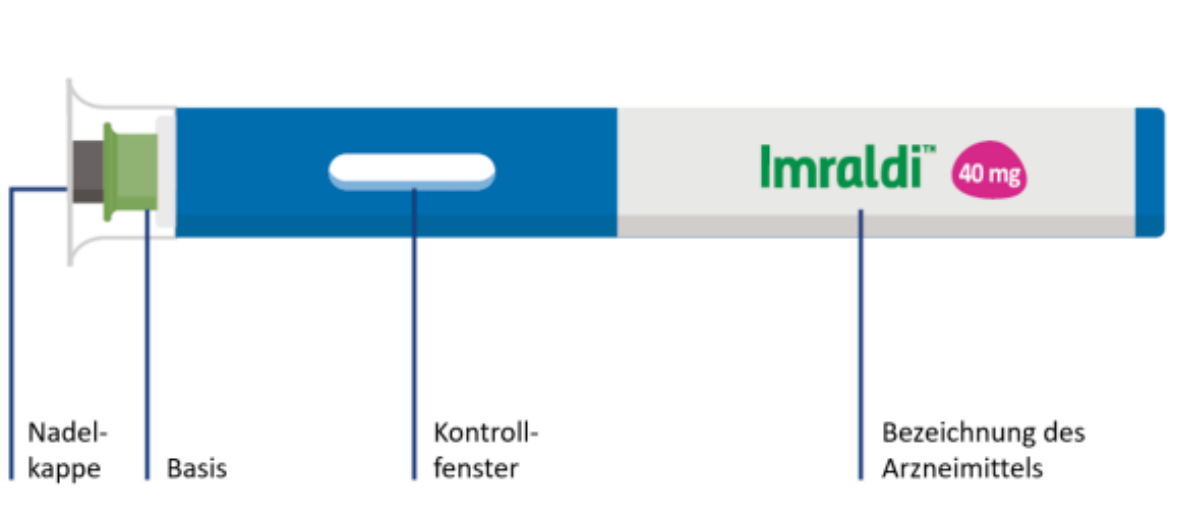 Imraldi™ 40 mg
Nadel-
kappe
Basis
Kontroll-
fenster
Bezeichnung des
Arzneimittels